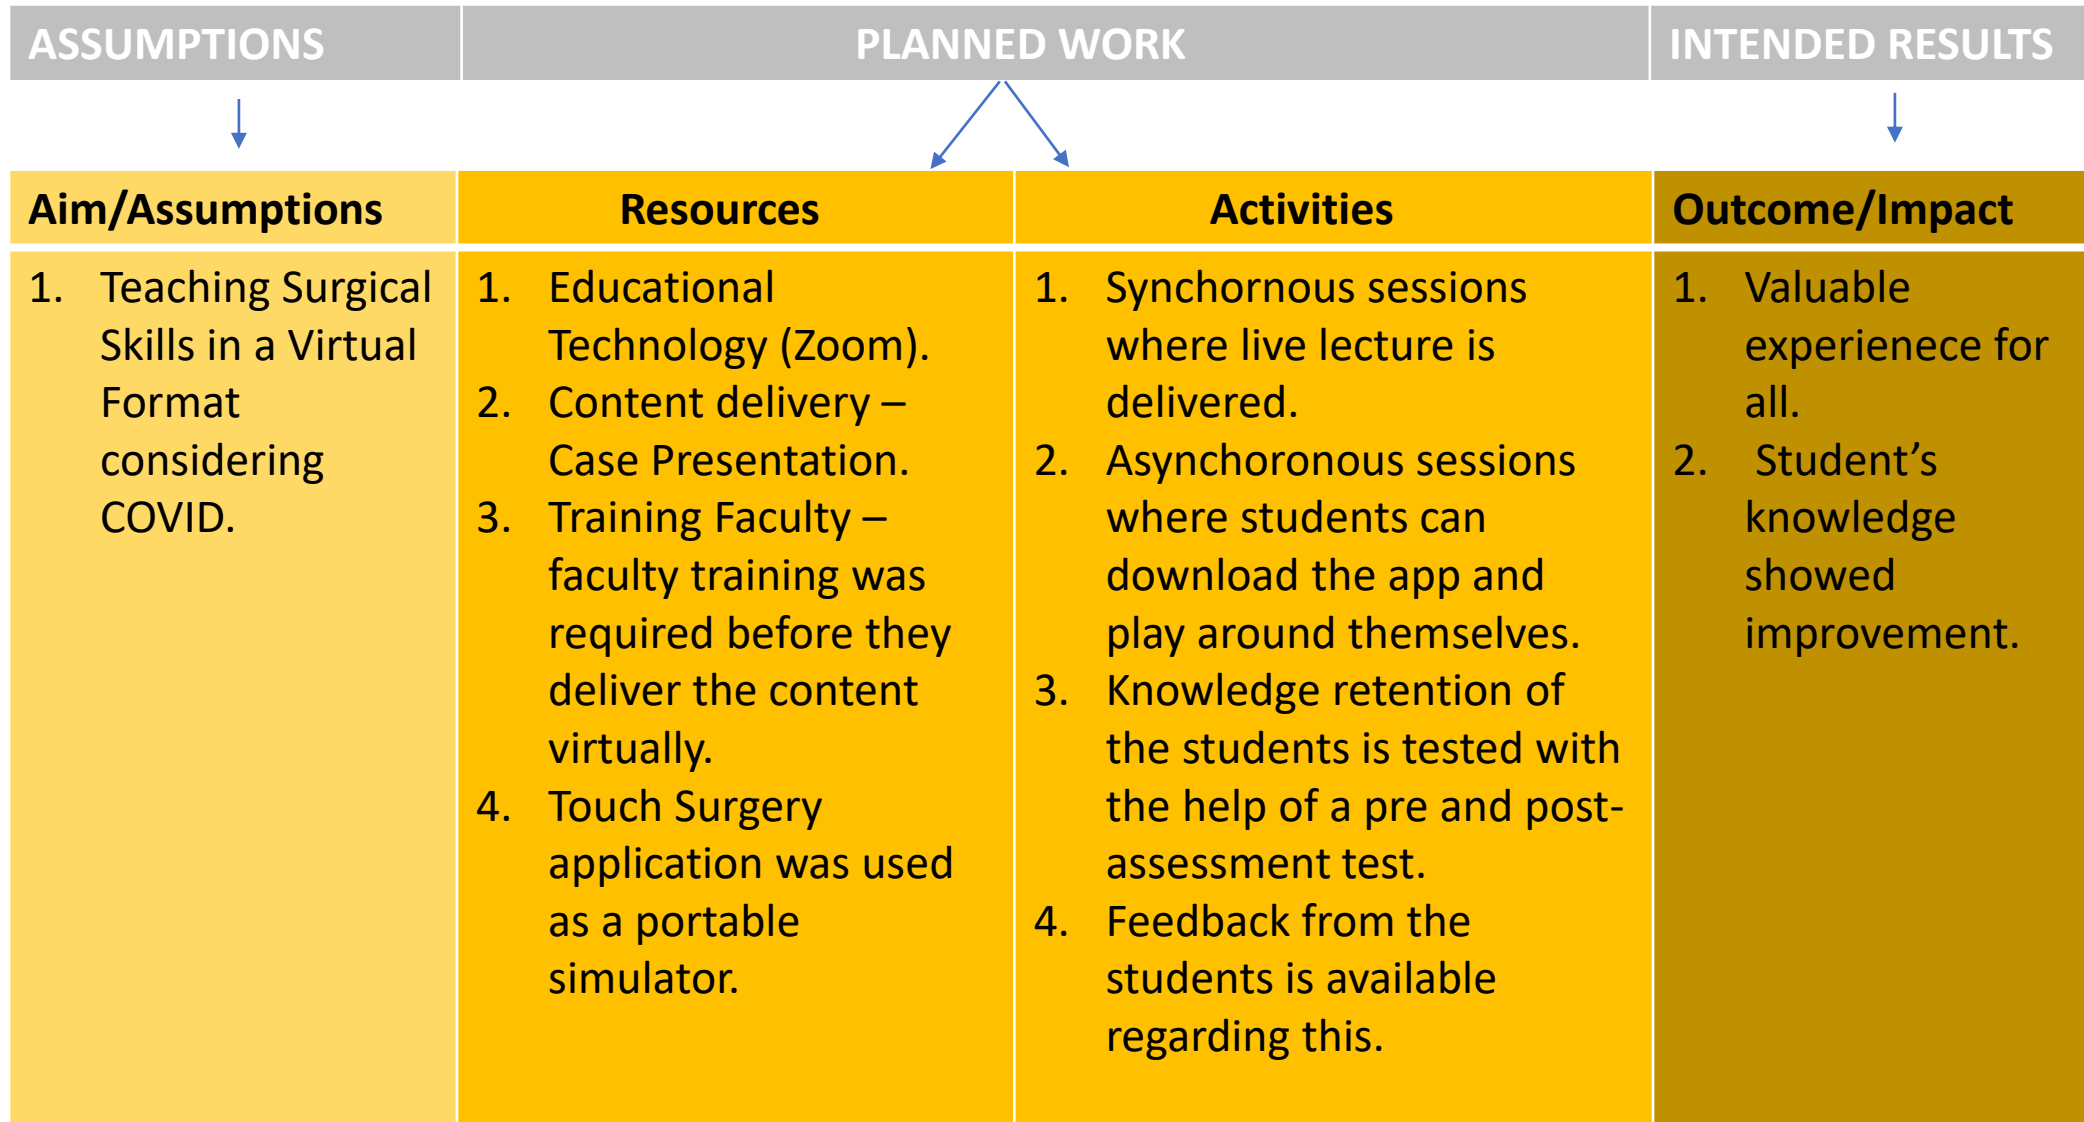 ASSUMPTIONS
PLANNED WORK
INTENDED RESULTS
Aim/Assumptions
Resources
Activities
Outcome/Impact
1. Teaching Surgical
Skills in a Virtual
Format
considering
COVID.
1. Educational
Technology (Zoom).
2. Content delivery –
Case Presentation.
3. Training Faculty –
faculty training was
required before they
deliver the content
virtually.
4. Touch Surgery
application was used
as a portable
simulator.
1. Synchornous sessions
where live lecture is
delivered.
2. Asynchoronous sessions
where students can
download the app and
play around themselves.
3. Knowledge retention of
the students is tested with
the help of a pre and post-
assessment test.
4. Feedback from the
students is available
regarding this.
1. Valuable
experienece for
all.
2. Student’s
knowledge
showed
improvement.